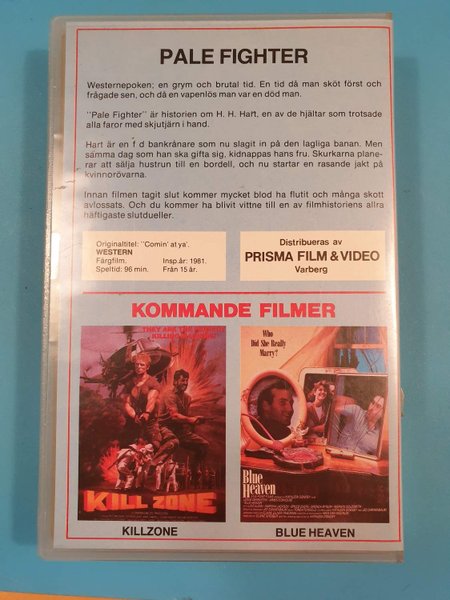 PALE FIGHTER
Westernepoken; en grym och brutal tid. En tid då man sköt först och
frågade sen, och då en vapenlös man var en död man.
"Pale Fighter" är historien om H. H. Hart, en av de hjältar som trotsade
alla faror med skjutjärn i hand.
Hart är en f d bankrånare som nu slagit in på den lagliga banan. Men
samma dag som han ska gifta sig, kidnappas hans fru. Skurkarna plane-
rar att sälja hustrun till en bordell, och nu startar en rasande jakt på
kvinnorövarna.
Innan filmen tagit slut kommer mycket blod ha flutit och många skott
avlossats. Och du kommer ha blivit vittne till en av filmhistoriens allra
häftigaste slutdueller.
Originaltitel: "Comin' at ya'.
WESTERN
Färgfilm. Insp.år: 1981.
Speltid: 96 min. Från 15 år.
Distribueras av
PRISMA FILM & VIDEO
Varberg
KOMMANDE FILMER
THEY ARE THE
KILLING
KILL ZONE
KILLZONE
Who
Did She Really
Marry?
Blue
Heaven
BLUE HEAVEN